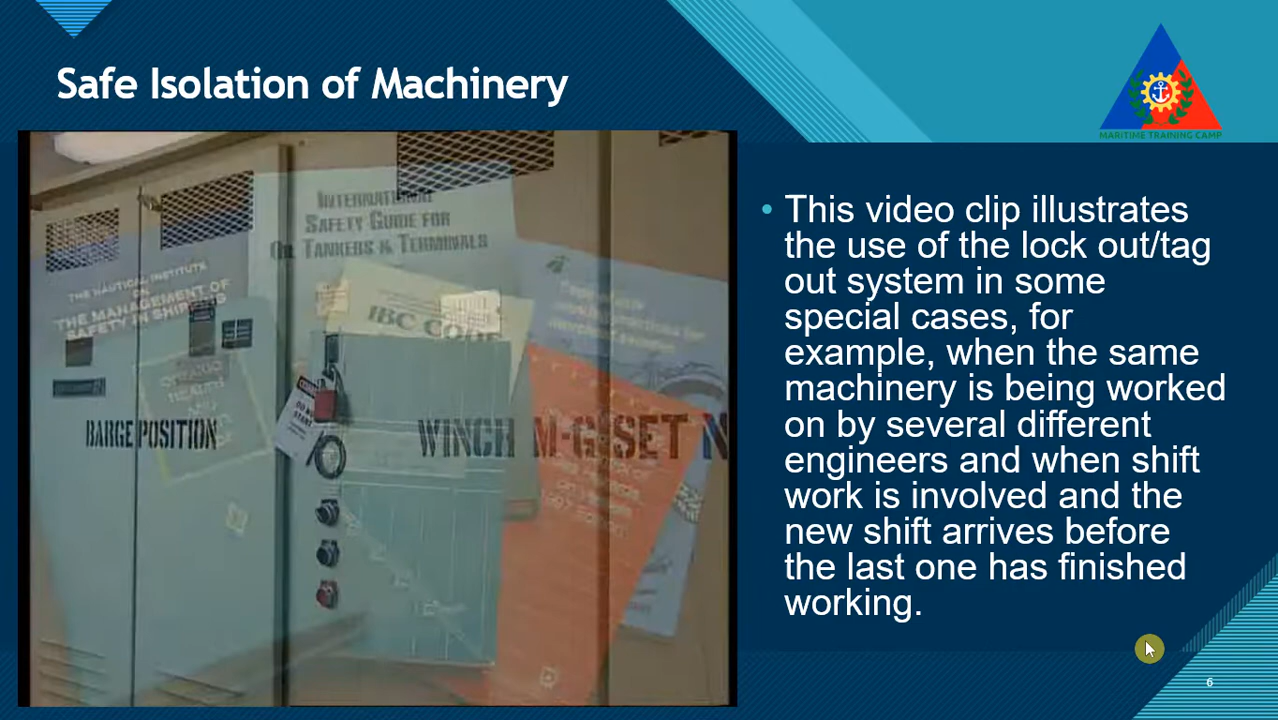 Safe Isolation of Machinery
MARITIME TRAINING CAMP
INTERNATIONAL
SAFETY GUIDE FOR
OIL TANKERS & TERMINALS
THE NAUTICAL INSTITUTE
ON
THE MANAGEMENT OF
SAFETY IN SHIPPING
IBC CODE
DO NOT
START
BARGE POSITION
WINCH M-G SET N
This video clip illustrates
the use of the lock out/tag
out system in some
special cases, for
example, when the same
machinery is being worked
on by several different
engineers and when shift
work is involved and the
new shift arrives before
the last one has finished
working.
6